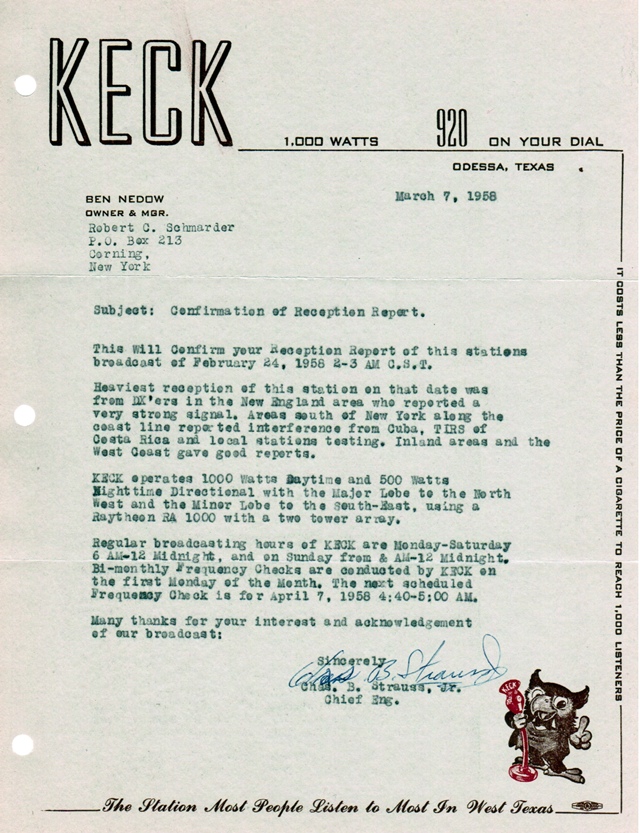 KECK
1,000 WATTS 920 ON YOUR DIAL
ODESSA, TEXAS
BEN NEDOW
OWNER & MGR.
March 7, 1958
Robert C. Schmarder
P.O. Box 213
Corning,
New York
Subject: Confirmation of Reception Report.
This Will Confirm your Reception Report of this stations
broadcast of February 24, 1958 2-3 AM C.S.T.
Heaviest reception of this station on that date was
from DX'ers in the New England area who reported a
very strong signal. Areas south of New York along the
coast line reported interference from Cuba, TIRS of
Costa Rica and local stations testing. Inland areas and the
West Coast gave good reports.
KECK operates 1000 Watts Daytime and 500 Watts
Nighttime Directional with the Major Lobe to the North
West and the Minor Lobe to the South-East, using a
Raytheon RA 1000 with a two tower array.
Regular broadcasting hours of KECK are Monday-Saturday
6 AM-12 Midnight, and on Sunday from & AM-12 Midnight.
Bi-monthly Frequency Checks are conducted by KECK on
the first Monday of the Month. The next scheduled
Frequency Check is for April 7, 1958 4:40-5:00 AM.
Many thanks for your interest and acknowledgement
of our broadcast:
Sincerely
Chas. B. Strauss
Chas. B. Strauss, Jr.
Chief Eng.
KECK
IT COSTS LESS THAN THE PRICE OF A CIGARETTE TO REACH 1,000 LISTENERS
The Station Most People Listen to Most In West Texas